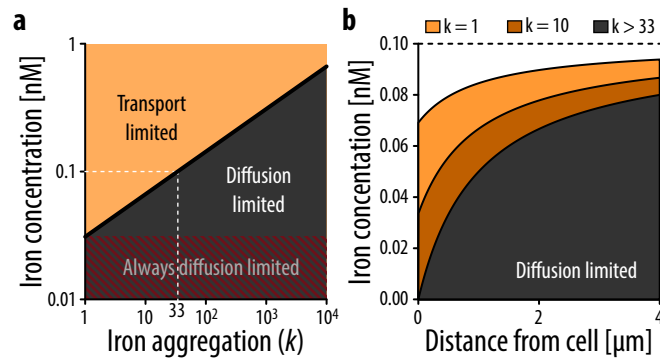 a
Iron concentration [nM]
1
0.1
0.01
Transport
limited
Diffusion
limited
Always diffusion limited
1
33
10
10²
10³
10⁴
Iron aggregation (k)
b
k = 1
k = 10
k > 33
Iron concentation [nM]
0.10
0.08
0.06
0.04
0.02
0.00
Diffusion limited
0
2
4
Distance from cell [µm]